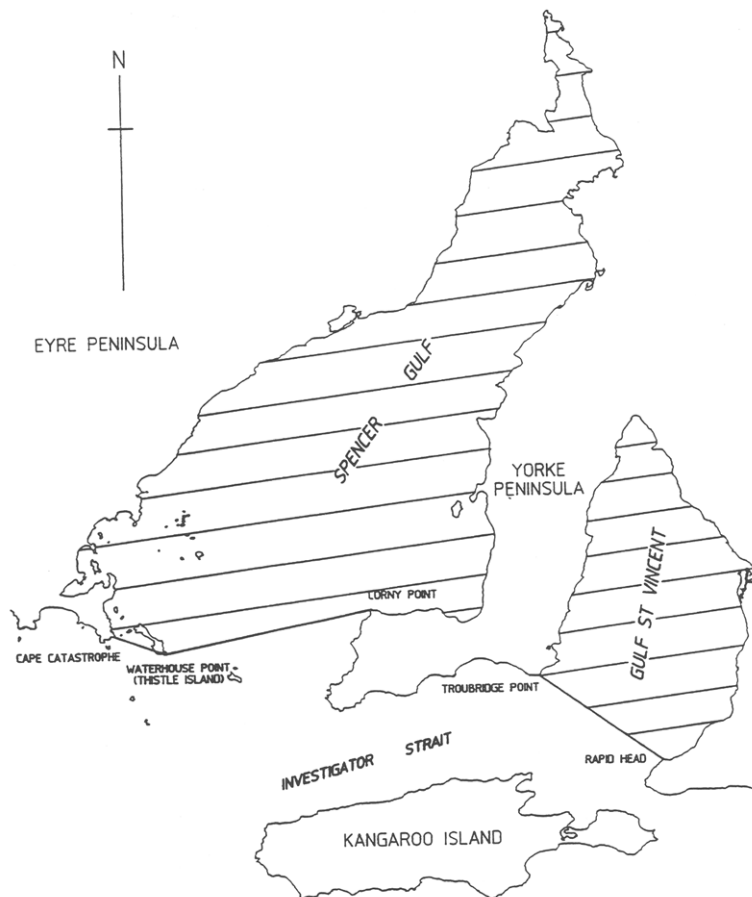 N
EYRE PENINSULA
SPENCER GULF
YORKE
PENINSULA
GULF ST VINCENT
CORNY POINT
CAPE CATASTROPHE
WATERHOUSE POINT
(THISTLE ISLAND)
TROUBRIDGE POINT
RAPID HEAD
INVESTIGATOR STRAIT
KANGAROO ISLAND